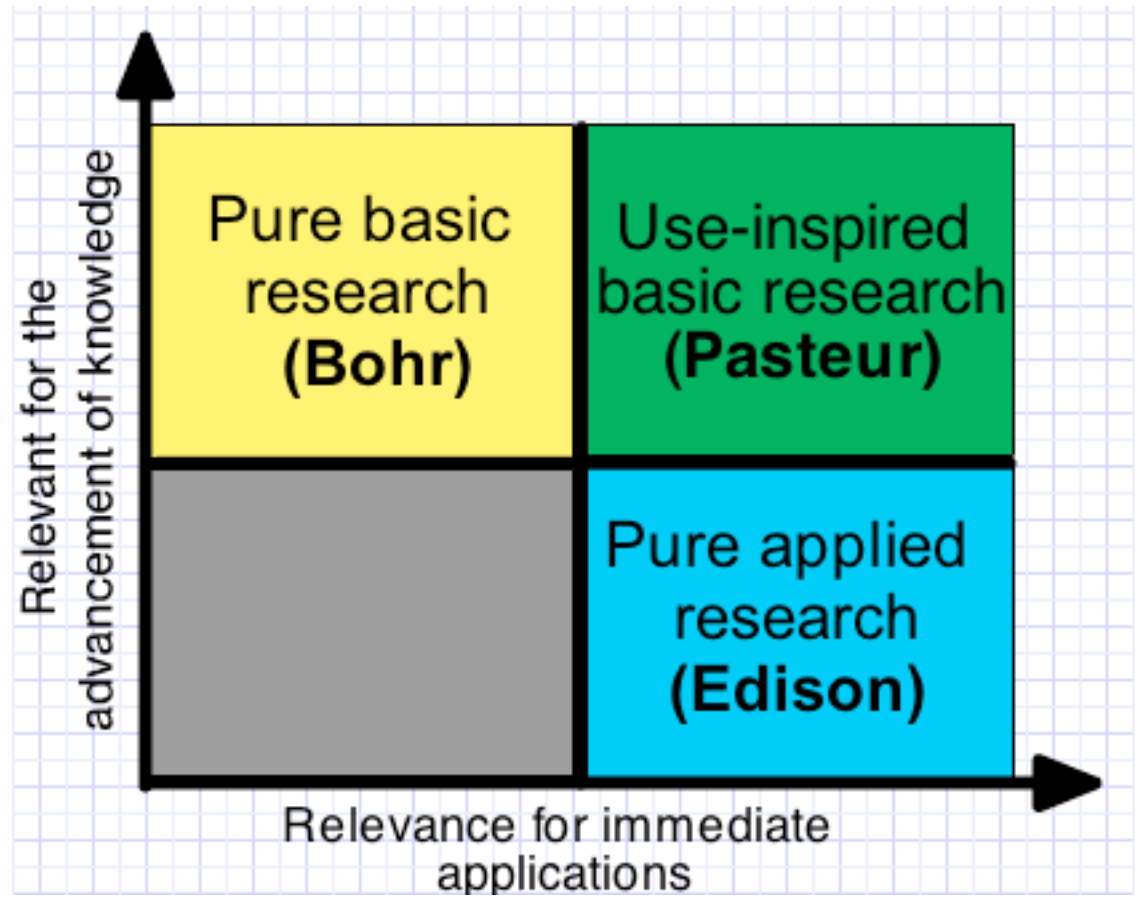 Relevant for the
advancement of knowledge
Pure basic
research
(Bohr)
Use-inspired
basic research
(Pasteur)
Pure applied
research
(Edison)
Relevance for immediate
applications